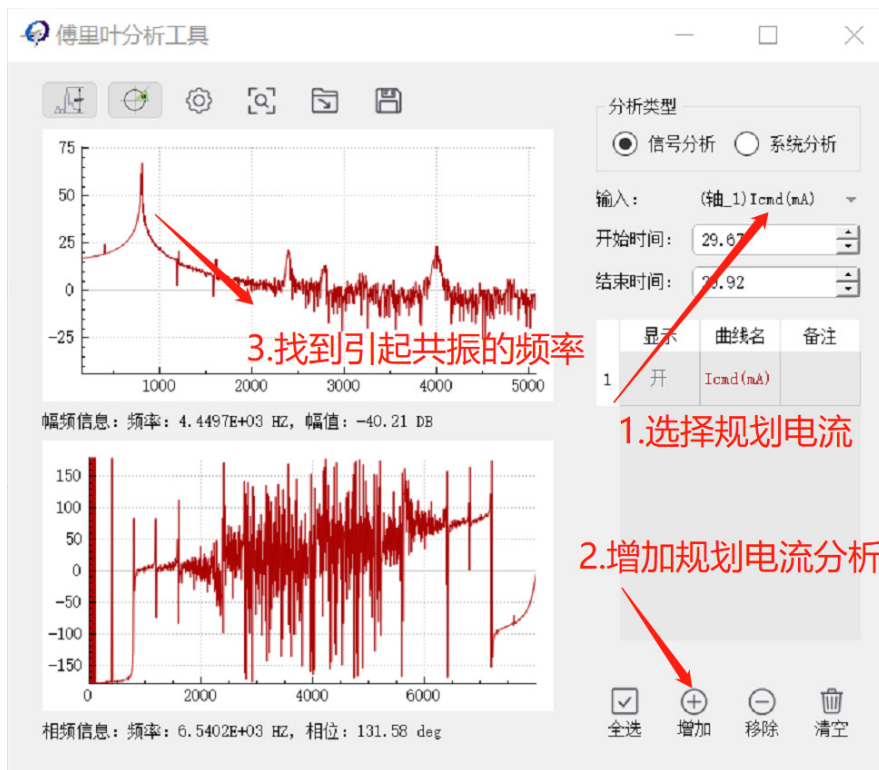 傅里叶分析工具
分析类型
信号分析 系统分析
输入: (轴_1)Icmd(mA)
开始时间: 29.67
结束时间: 29.92
显示 曲线名 备注
1 开 Icmd(mA)
75
50
25
0
-25
1000 2000 3000 4000 5000
3.找到引起共振的频率
幅频信息: 频率: 4.4497E+03 HZ, 幅值: -40.21 DB
1.选择规划电流
150
100
50
0
-50
-100
-150
0 2000 4000 6000
2.增加规划电流分析
相频信息: 频率: 6.5402E+03 HZ, 相位: 131.58 deg
全选 增加 移除 清空